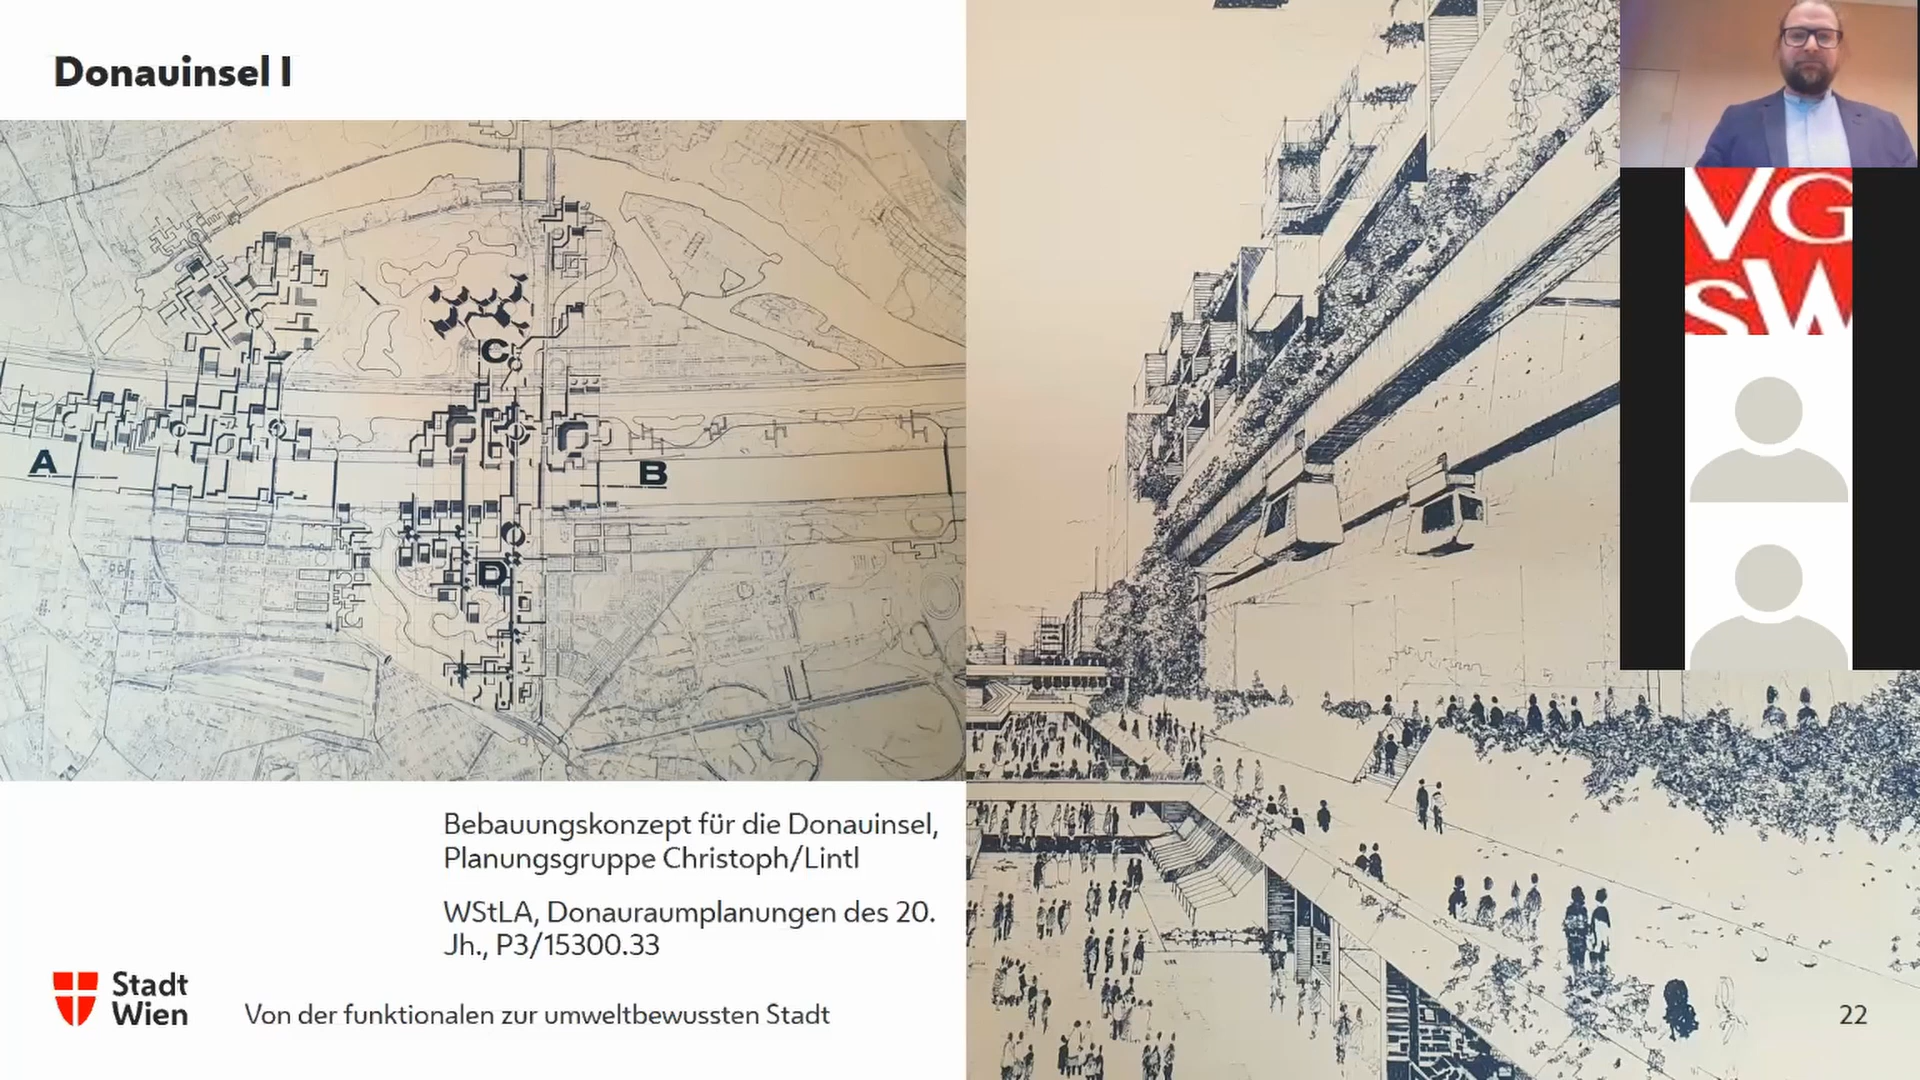 Donauinsel I
A
B
C
D
Bebauungskonzept für die Donauinsel,
Planungsgruppe Christoph/Lintl
WStLA, Donauraumplanungen des 20.
Jh., P3/15300.33
Stadt
Wien
Von der funktionalen zur umweltbewussten Stadt
22
VG
SW